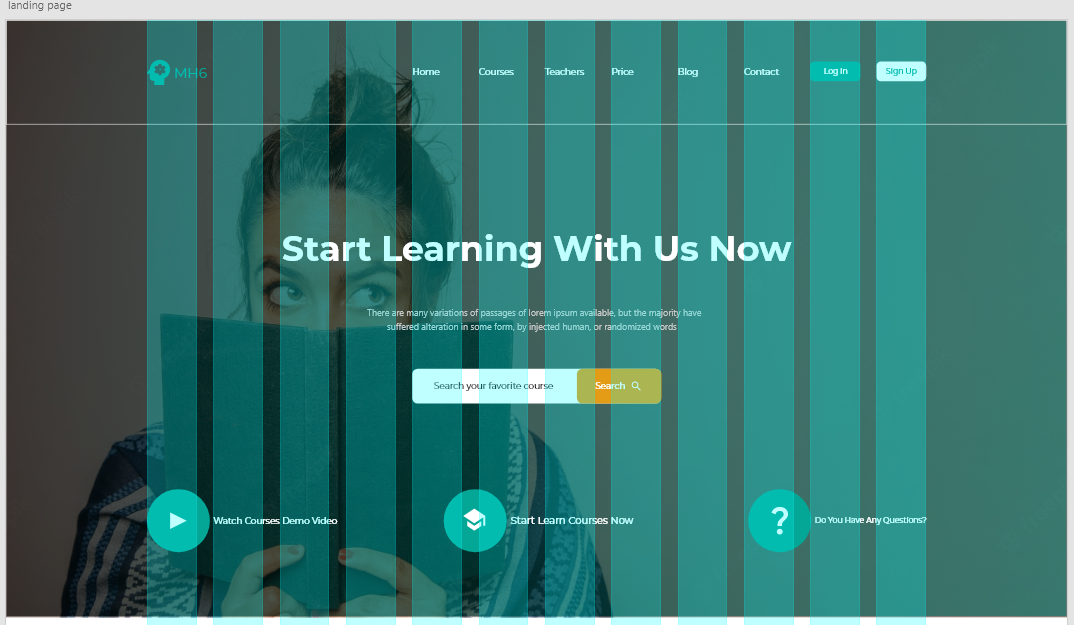 landing page
MH6
Home Courses Teachers Price Blog Contact Log In Sign Up
Start Learning With Us Now
There are many variations of passages of lorem ipsum available, but the majority have
suffered alteration in some form, by injected human, or randomized words
Search your favorite course Search
Watch Courses Demo Video Start Learn Courses Now ? Do You Have Any Questions?